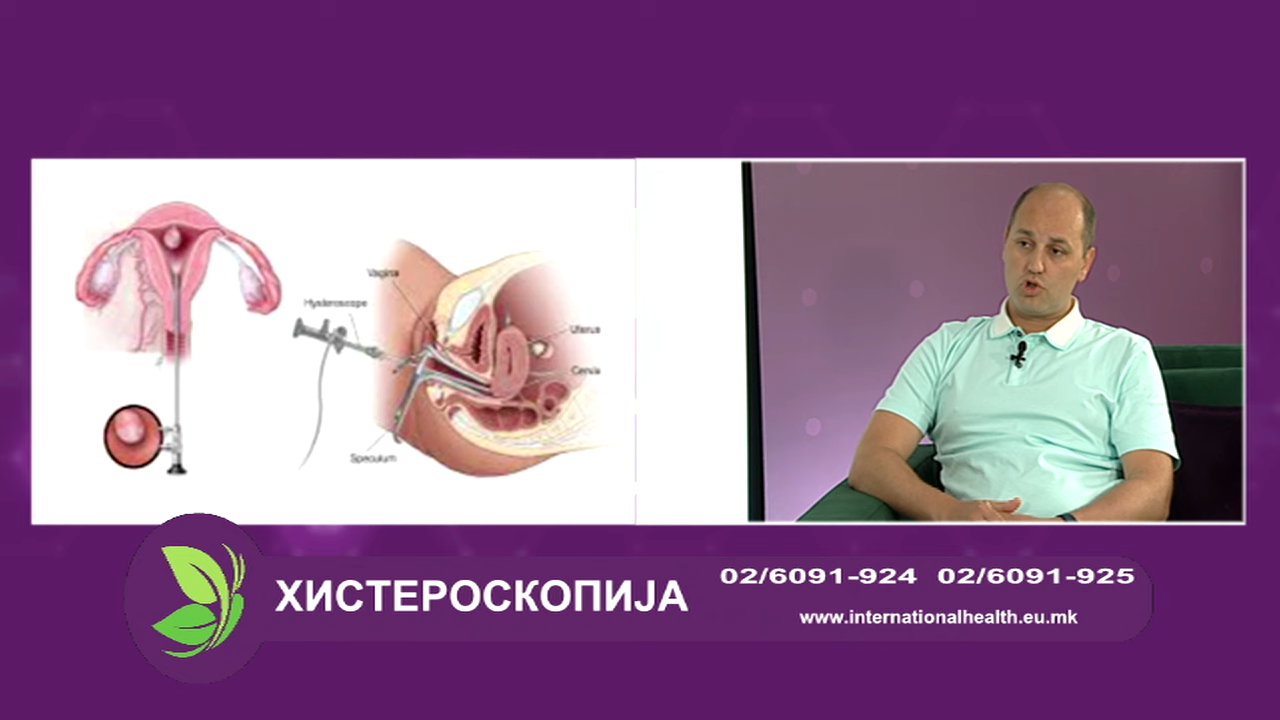 Vagina
Hysteroscope
Uterus
Cervix
Speculum
ХИСТЕРОСКОПИЈА
02/6091-924 02/6091-925
www.internationalhealth.eu.mk